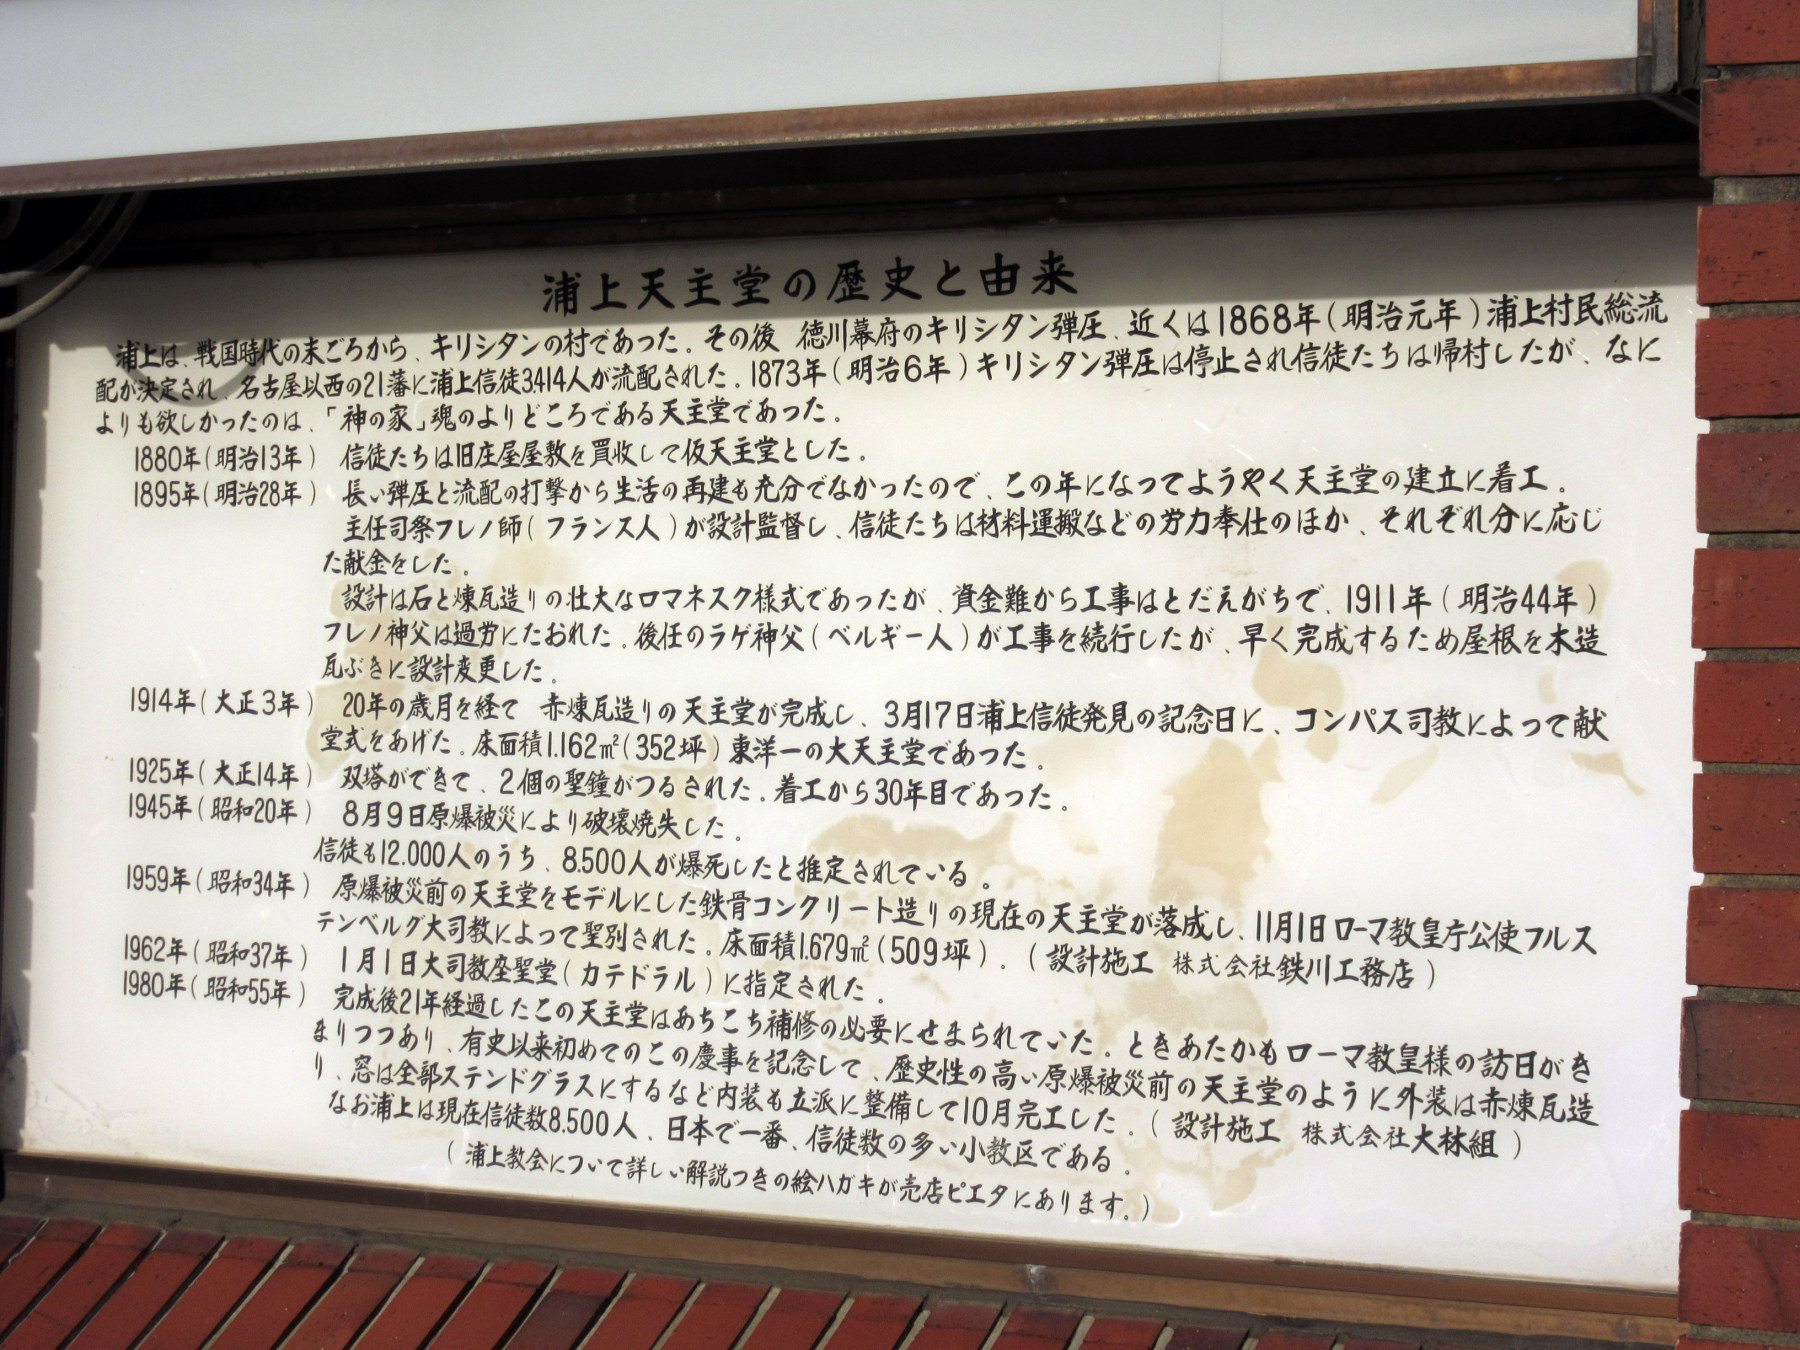 浦上天主堂の歴史と由来
浦上は、戦国時代の末ごろから、キリシタンの村であった。その後 徳川幕府のキリシタン弾圧、近くは1868年(明治元年)浦上村民総流
配が決定され、名古屋以西の21藩に浦上信徒3414人が流配された。1873年(明治6年)キリシタン弾圧は停止され信徒たちは帰村したが、なに
よりも欲しかったのは、「神の家」魂のよりどころである天主堂であった。
1880年(明治13年) 信徒たちは旧庄屋屋敷を買収して仮天主堂とした。
1895年(明治28年) 長い弾圧と流配の打撃から生活の再建も充分でなかったので、この年になってようやく天主堂の建立に着工。
主任司祭フレノ師(フランス人)が設計監督し、信徒たちは材料運搬などの労力奉仕のほか、それぞれ分に応じ
た献金をした。
設計は石と煉瓦造りの壮大なロマネスク様式であったが、資金難から工事はとだえがちで、1911年(明治44年)
フレノ神父は過労にたおれた。後任のラゲ神父(ベルギー人)が工事を続行したが、早く完成するため屋根を木造
瓦ぶきに設計変更した。
1914年(大正3年) 20年の歳月を経て 赤煉瓦造りの天主堂が完成し、3月17日浦上信徒発見の記念日に、コンパス司教によって献
堂式をあげた。床面積1.162㎡(352坪)東洋一の大天主堂であった。
1925年(大正14年) 双塔ができて、2個の聖鐘がつるされた。着工から30年目であった。
1945年(昭和20年) 8月9日原爆被災により破壊焼失した。
信徒も12.000人のうち、8.500人が爆死したと推定されている。
1959年(昭和34年) 原爆被災前の天主堂をモデルにした鉄骨コンクリート造りの現在の天主堂が落成し、11月1日ローマ教皇庁公使フルス
テンベルグ大司教によって聖別された。床面積1.679㎡(509坪)。(設計施工 株式会社鉄川工務店)
1962年(昭和37年) 1月1日大司教座聖堂(カテドラル)に指定された。
1980年(昭和55年) 完成後21年経過したこの天主堂はあちこち補修の必要にせまられていた。ときあたかもローマ教皇様の訪日がき
まりつつあり、有史以来初めてのこの慶事を記念して、歴史性の高い原爆被災前の天主堂のように外装は赤煉瓦造
り、窓は全部ステンドグラスにするなど内装も立派に整備して10月完工した。(設計施工 株式会社大林組)
なお浦上は現在信徒数8.500人、日本で一番、信徒数の多い小教区である。
(浦上教会について詳しい解説つきの絵ハガキが売店ピエタにあります。)